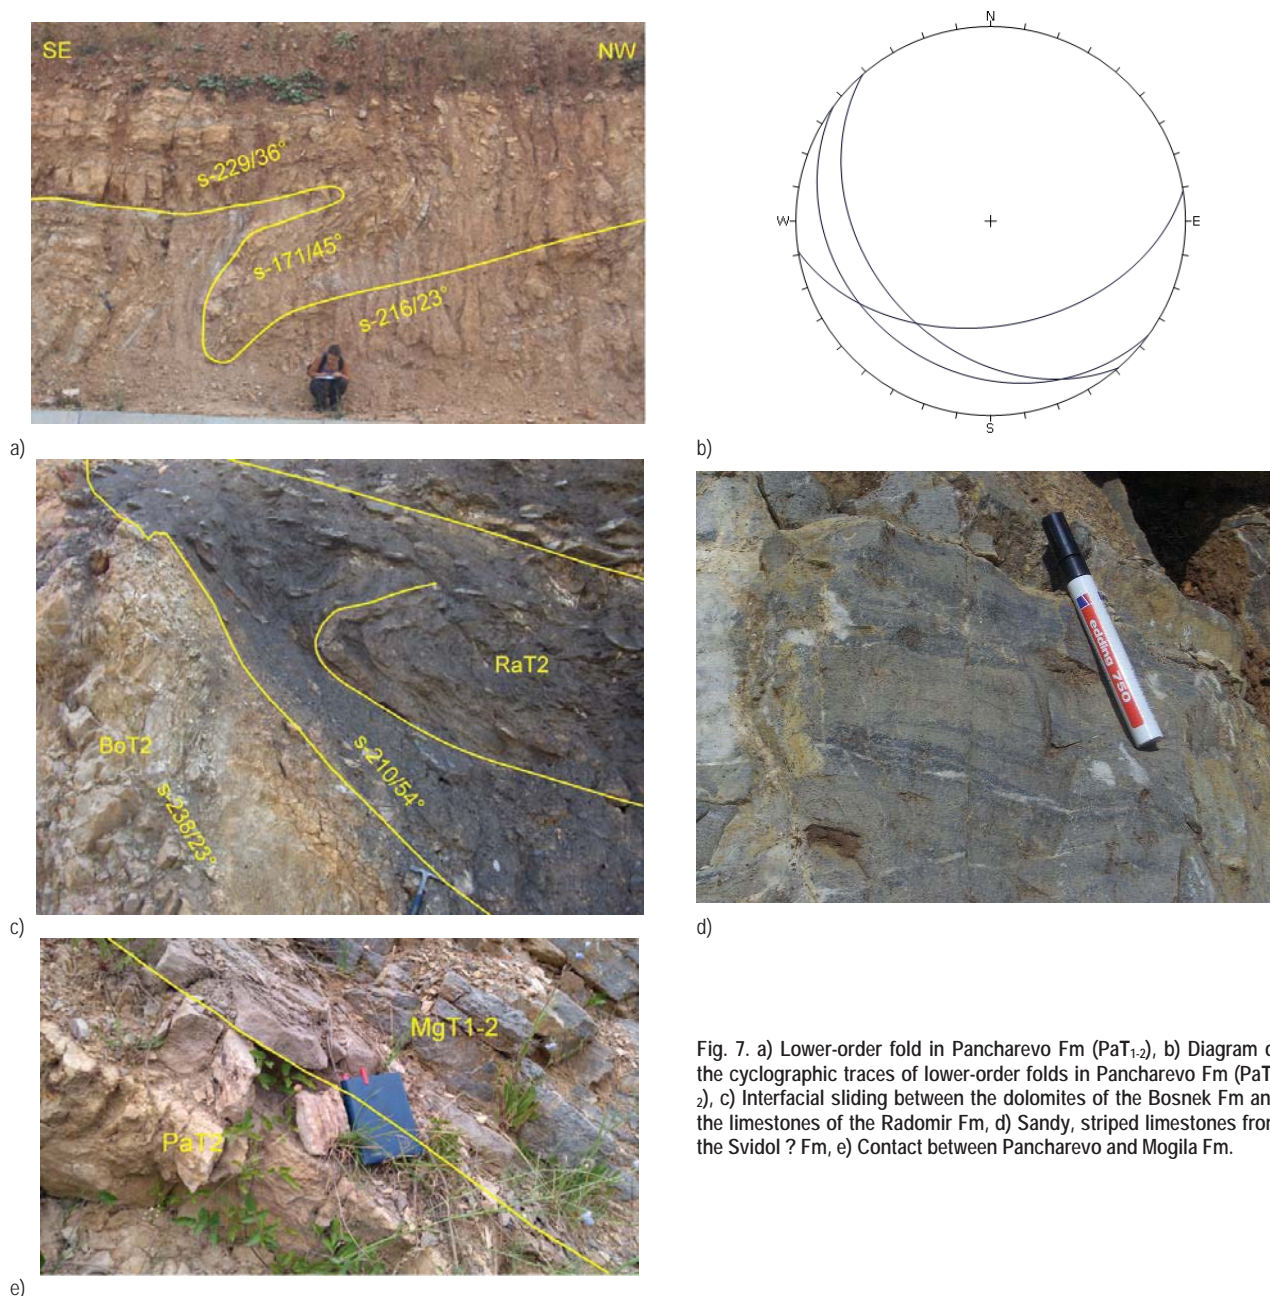 SE
NW
s-229/36°
s-171/45°
s-216/23°
a)
N
W
E
S
b)
RaT2
BoT2
s-210/54°
s-238/23°
c)
edding 750
d)
MgT1-2
PaT2
e)
Fig. 7. a) Lower-order fold in Pancharevo Fm (PaT1-2), b) Diagram o
the cyclographic traces of lower-order folds in Pancharevo Fm (PaT
2), c) Interfacial sliding between the dolomites of the Bosnek Fm an
the limestones of the Radomir Fm, d) Sandy, striped limestones fron
the Svidol ? Fm, e) Contact between Pancharevo and Mogila Fm.